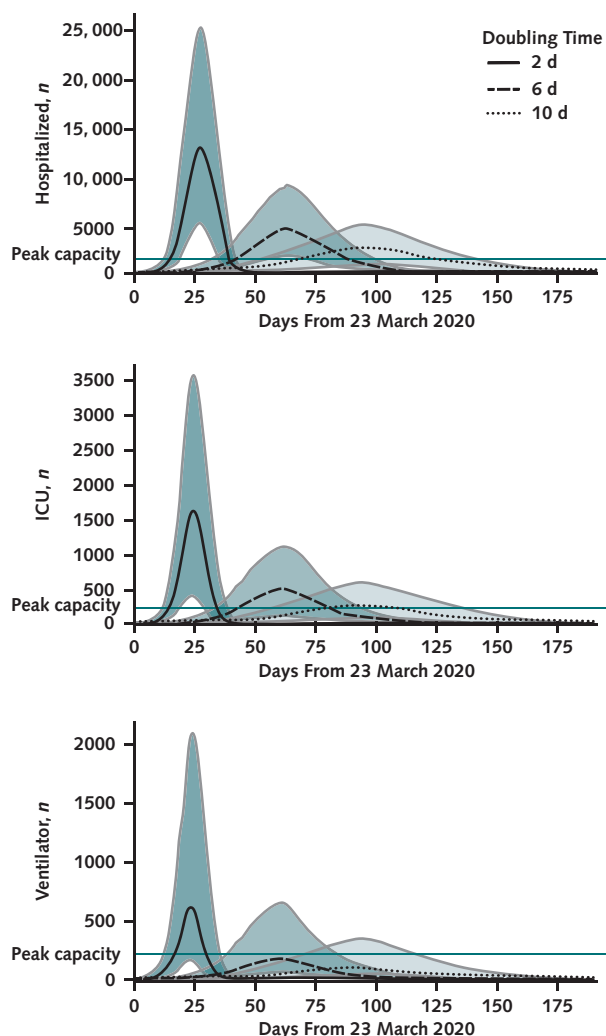 Doubling Time
2 d
6 d
10 d
Hospitalized, n
25,000
20,000
15,000
10,000
5000
Peak capacity
0
0 25 50 75 100 125 150 175
Days From 23 March 2020
ICU, n
3500
3000
2500
2000
1500
1000
500
Peak capacity
0
0 25 50 75 100 125 150 175
Days From 23 March 2020
Ventilator, n
2000
1500
1000
500
Peak capacity
0
0 25 50 75 100 125 150 175
Days From 23 March 2020